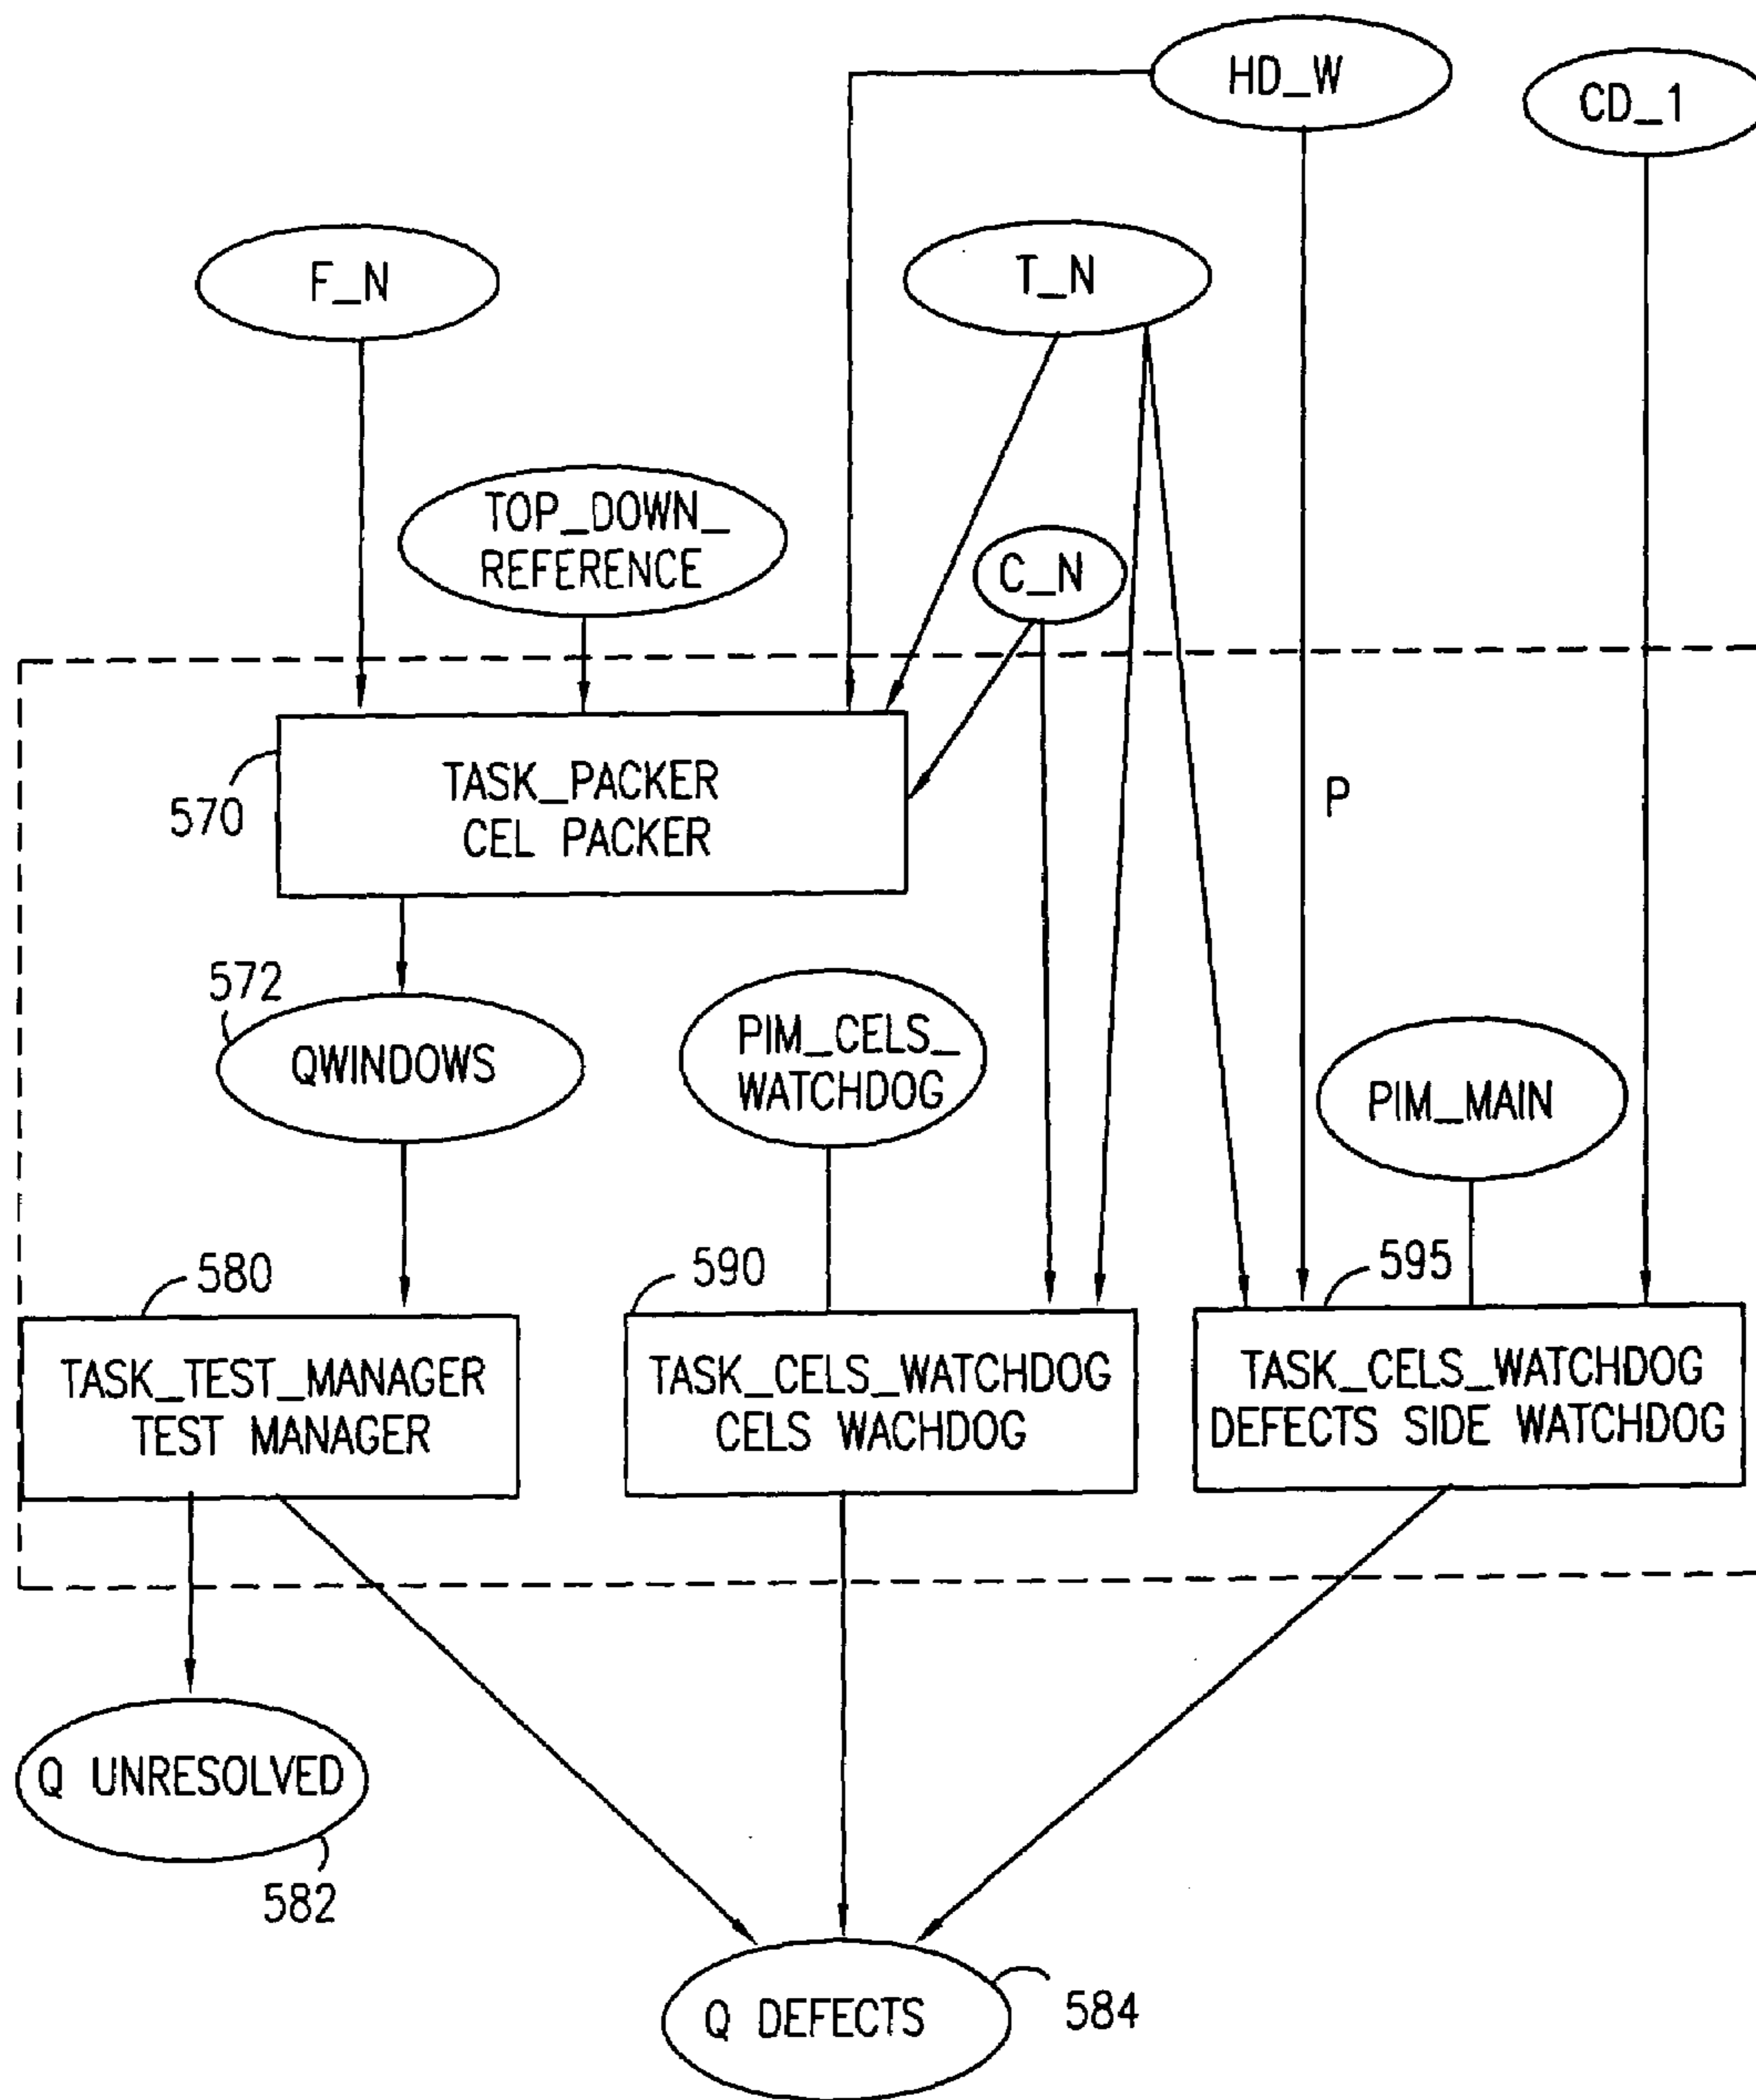 HD_W
CD_1
F_N
T_N
TOP_DOWN_
REFERENCE
C_N
TASK_PACKER
CEL PACKER
570
P
572
QWINDOWS
PIM_CELS_
WATCHDOG
PIM_MAIN
580
590
595
TASK_TEST_MANAGER
TEST MANAGER
TASK_CELS_WATCHDOG
CELS WACHDOG
TASK_CELS_WATCHDOG
DEFECTS SIDE WATCHDOG
Q UNRESOLVED
582
Q DEFECTS
584